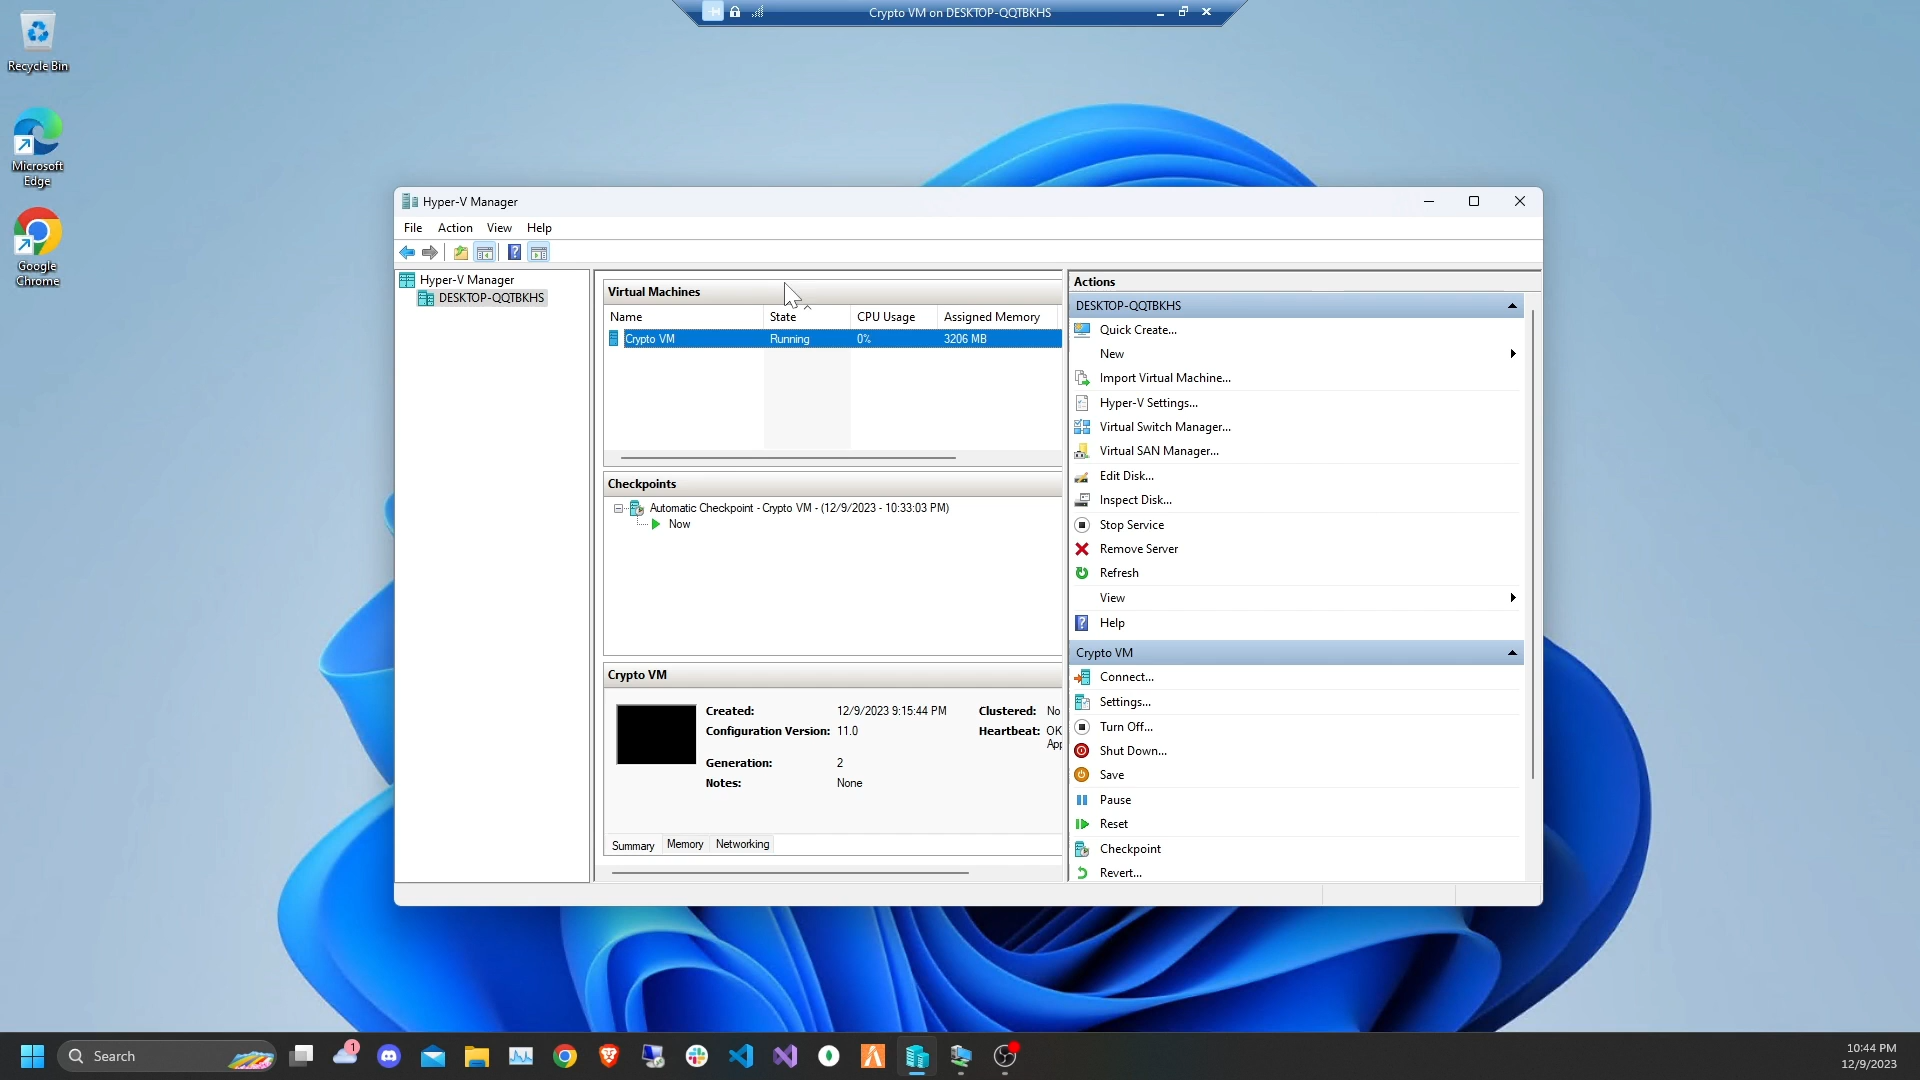 Crypto VM on DESKTOP-QQTBKHS
Recycle Bin
Microsoft
Edge
Google
Chrome
Hyper-V Manager
File Action View Help
Hyper-V Manager
DESKTOP-QQTBKHS
Virtual Machines
Name State CPU Usage Assigned Memory
Crypto VM Running 0% 3206 MB
Checkpoints
Automatic Checkpoint - Crypto VM - (12/9/2023 - 10:33:03 PM)
Now
Crypto VM
Created: 12/9/2023 9:15:44 PM Clustered: No
Configuration Version: 11.0 Heartbeat: OK
App
Generation: 2
Notes: None
Summary Memory Networking
Actions
DESKTOP-QQTBKHS
Quick Create...
New
Import Virtual Machine...
Hyper-V Settings...
Virtual Switch Manager...
Virtual SAN Manager...
Edit Disk...
Inspect Disk...
Stop Service
Remove Server
Refresh
View
Help
Crypto VM
Connect...
Settings...
Turn Off...
Shut Down...
Save
Pause
Reset
Checkpoint
Revert...
Search
1
10:44 PM
12/9/2023